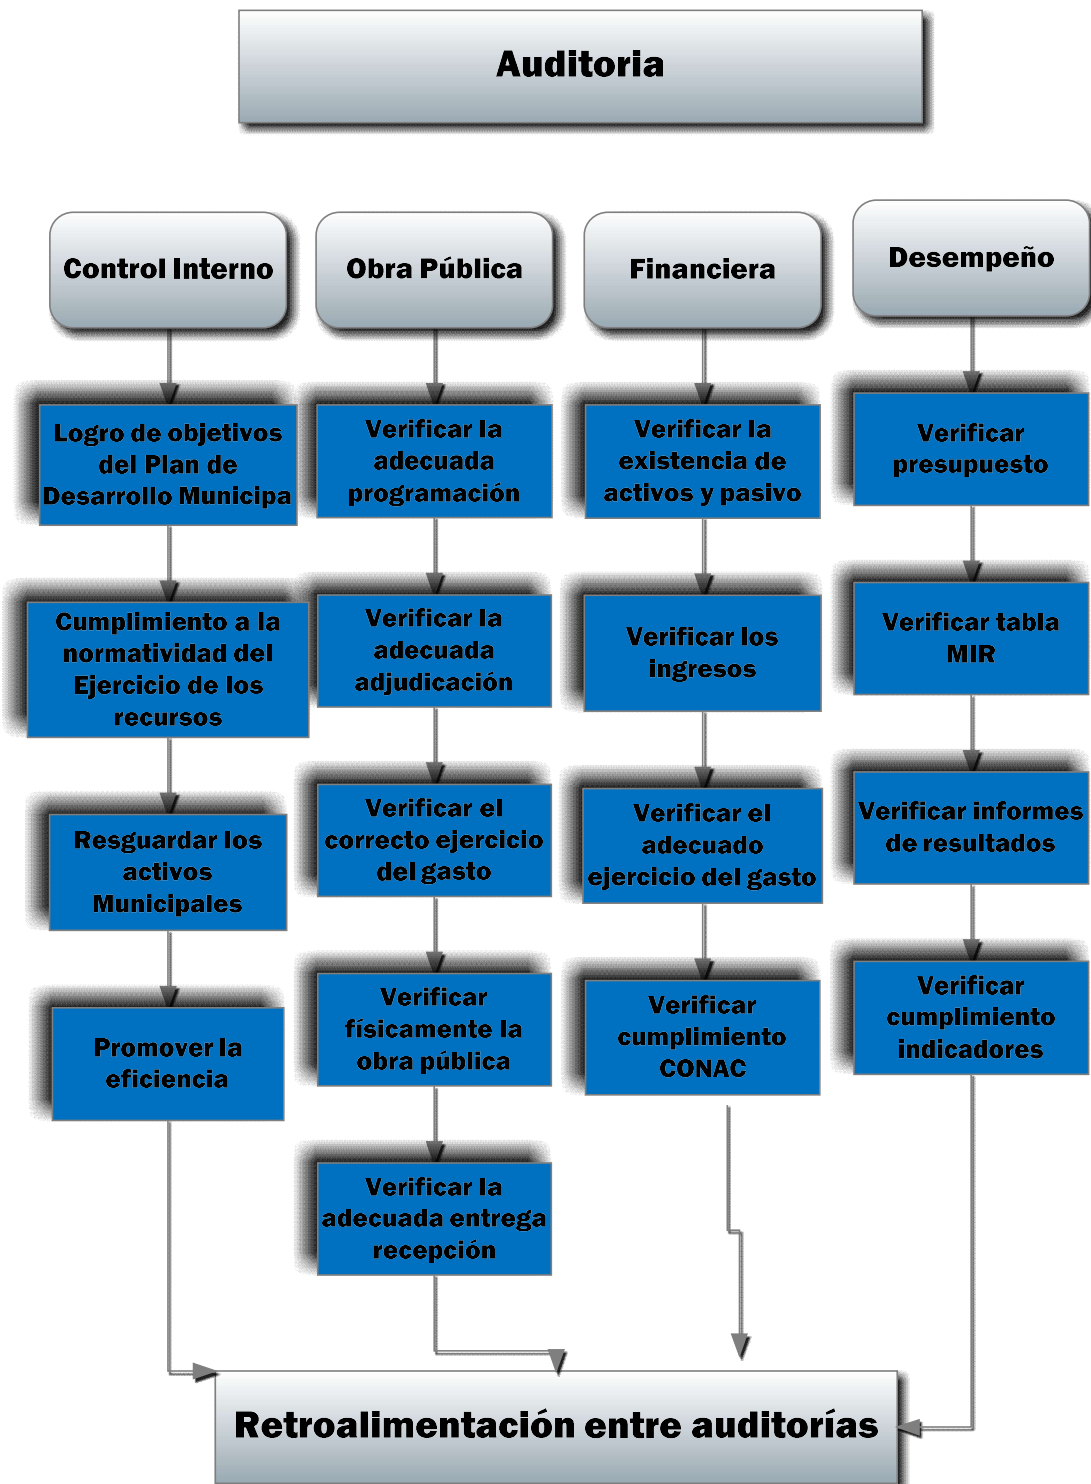 Auditoria
Control Interno
Logro de objetivos
del Plan de
Desarrollo Municipa
Cumplimiento a la
normatividad del
Ejercicio de los
recursos
Resguardar los
activos
Municipales
Promover la
eficiencia
Obra Pública
Verificar la
adecuada
programación
Verificar la
adecuada
adjudicación
Verificar el
correcto ejercicio
del gasto
Verificar
físicamente la
obra pública
Verificar la
adecuada entrega
recepción
Financiera
Verificar la
existencia de
activos y pasivo
Verificar los
ingresos
Verificar el
adecuado
ejercicio del gasto
Verificar
cumplimiento
CONAC
Desempeño
Verificar
presupuesto
Verificar tabla
MIR
Verificar informes
de resultados
Verificar
cumplimiento
indicadores
Retroalimentación entre auditorías